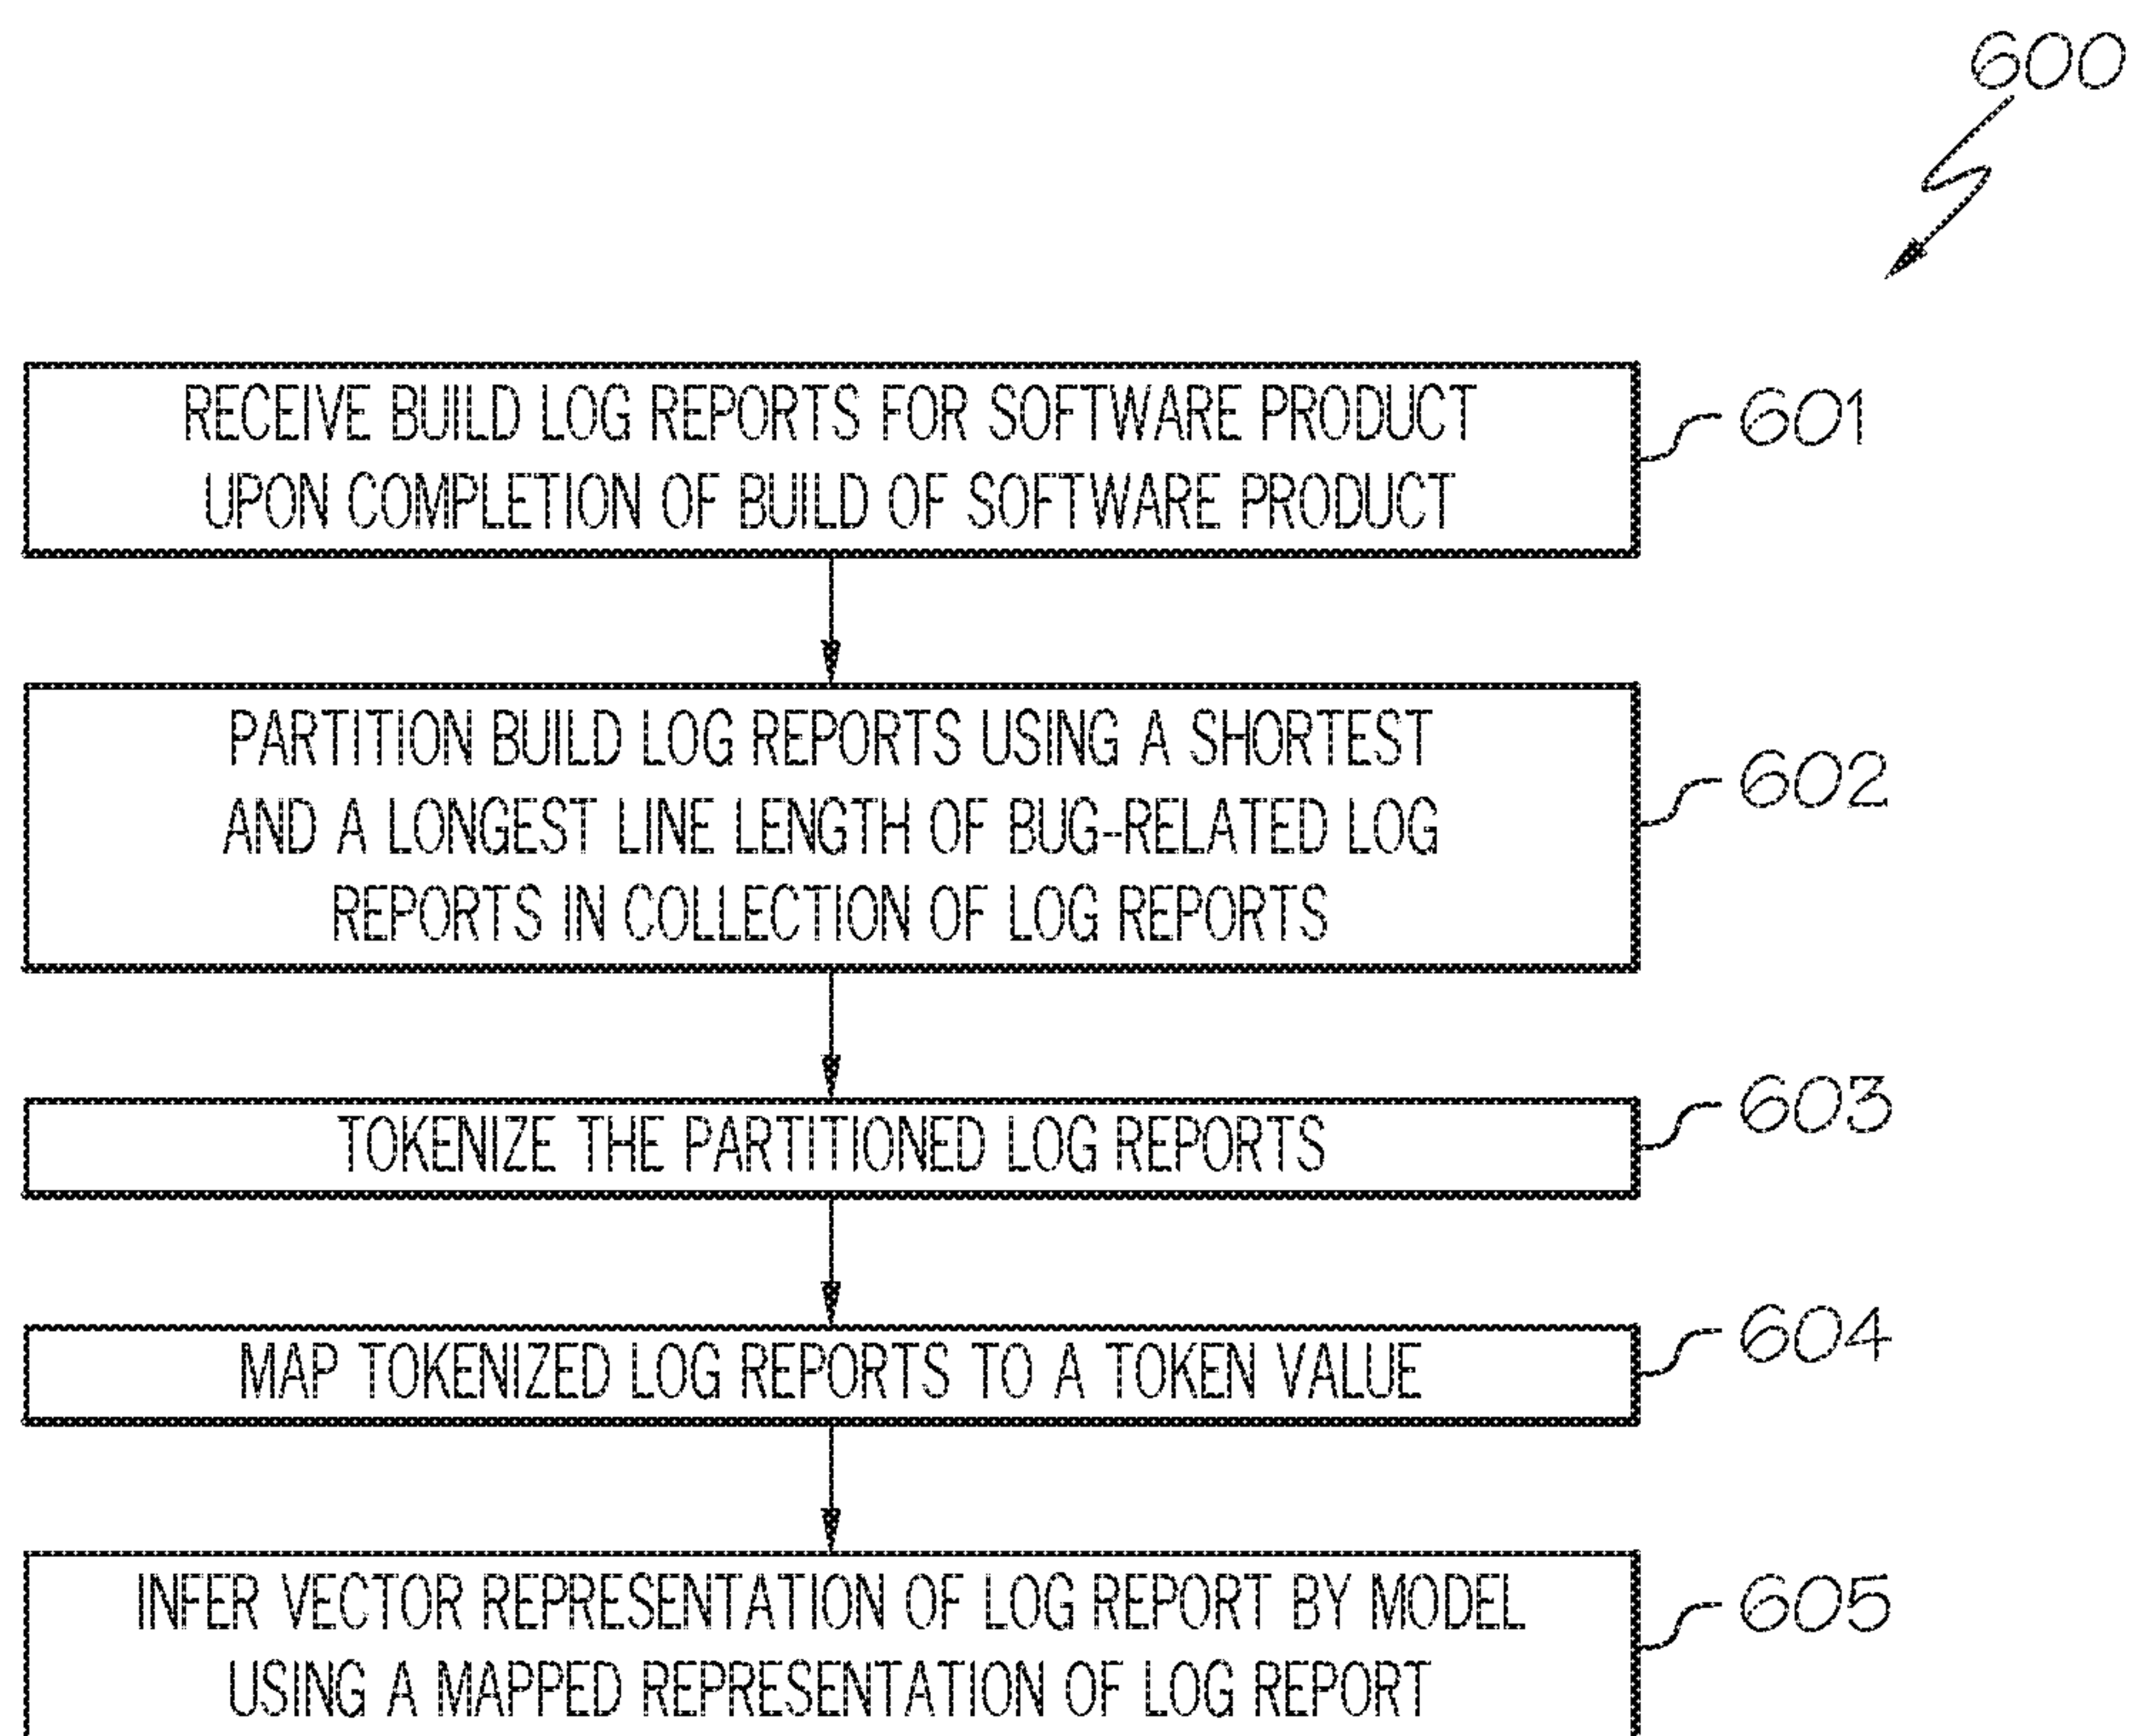 600
RECEIVE BUILD LOG REPORTS FOR SOFTWARE PRODUCT
UPON COMPLETION OF BUILD OF SOFTWARE PRODUCT
601
PARTITION BUILD LOG REPORTS USING A SHORTEST
AND A LONGEST LINE LENGTH OF BUG-RELATED LOG
REPORTS IN COLLECTION OF LOG REPORTS
602
TOKENIZE THE PARTITIONED LOG REPORTS
603
MAP TOKENIZED LOG REPORTS TO A TOKEN VALUE
604
INFER VECTOR REPRESENTATION OF LOG REPORT BY MODEL
USING A MAPPED REPRESENTATION OF LOG REPORT
605